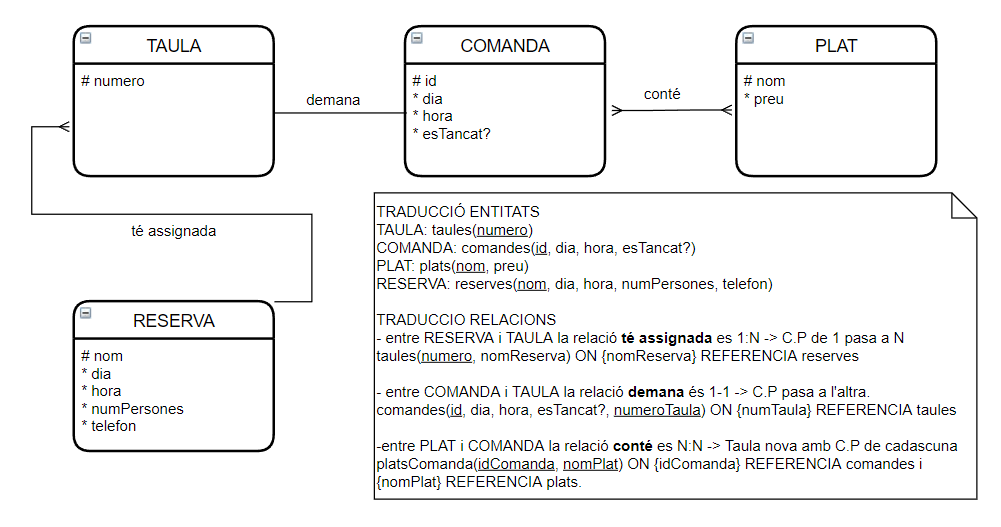 TAULA
# numero
demana
COMANDA
# id
* dia
* hora
* esTancat?
conté
PLAT
# nom
* preu
té assignada
RESERVA
# nom
* dia
* hora
* numPersones
* telefon
TRADUCCIÓ ENTITATS
TAULA: taules(numero)
COMANDA: comandes(id, dia, hora, esTancat?)
PLAT: plats(nom, preu)
RESERVA: reserves(nom, dia, hora, numPersones, telefon)
TRADUCCIO RELACIONS
- entre RESERVA i TAULA la relació té assignada es 1:N -> C.P de 1 pasa a N
taules(numero, nomReserva) ON {nomReserva} REFERENCIA reserves
- entre COMANDA i TAULA la relació demana és 1-1 -> C.P pasa a l'altra.
comandes(id, dia, hora, esTancat?, numeroTaula) ON {numTaula} REFERENCIA taules
-entre PLAT i COMANDA la relació conté es N:N -> Taula nova amb C.P de cadascuna
platsComanda(idComanda, nomPlat) ON {idComanda} REFERENCIA comandes i
{nomPlat} REFERENCIA plats.